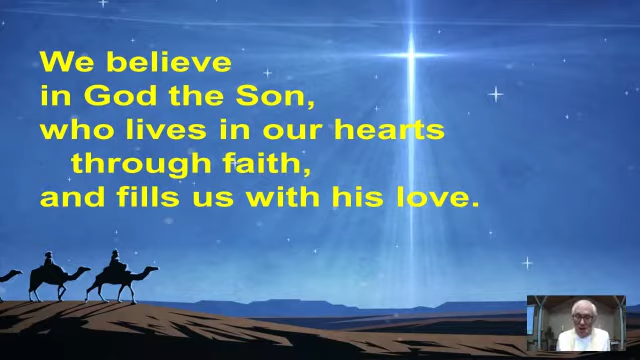 We believe
in God the Son,
who lives in our hearts
through faith,
and fills us with his love.